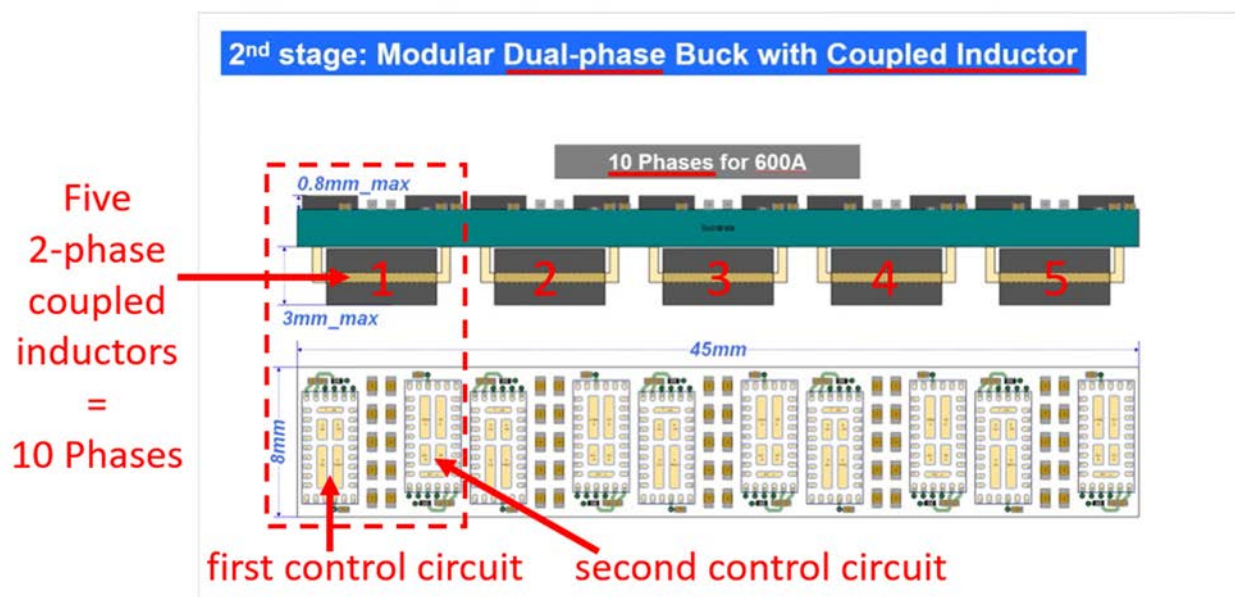 2nd stage: Modular Dual-phase Buck with Coupled Inductor
10 Phases for 600A
Five
2-phase
coupled
inductors
=
10 Phases
0.8mm_max
1
2
3
4
5
3mm_max
45mm
8mm
first control circuit
second control circuit